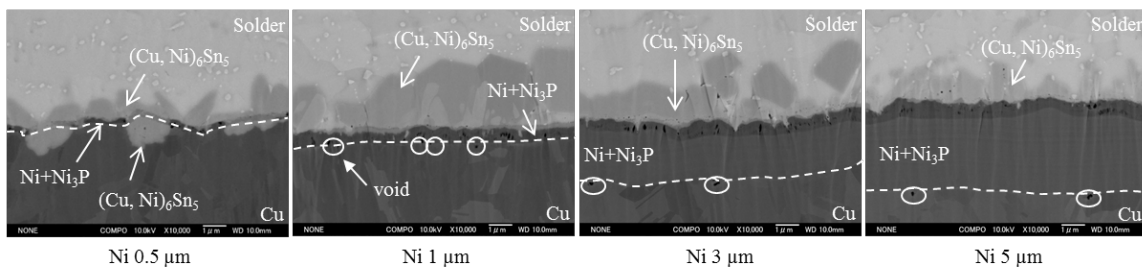 Solder
(Cu, Ni)₆Sn₅
Ni+Ni₃P
(Cu, Ni)₆Sn₅
Cu
NONE COMPO 10.0kV X10,000 1μm WD 10.0mm
Ni 0.5 μm
Solder
(Cu, Ni)₆Sn₅
Ni+Ni₃P
void
Cu
NONE COMPO 10.0kV X10,000 1μm WD 10.0mm
Ni 1 μm
Solder
(Cu, Ni)₆Sn₅
Ni+Ni₃P
Cu
NONE COMPO 10.0kV X10,000 1μm WD 10.0mm
Ni 3 μm
Solder
(Cu, Ni)₆Sn₅
Ni+Ni₃P
Cu
NONE COMPO 10.0kV X10,000 1μm WD 10.0mm
Ni 5 μm